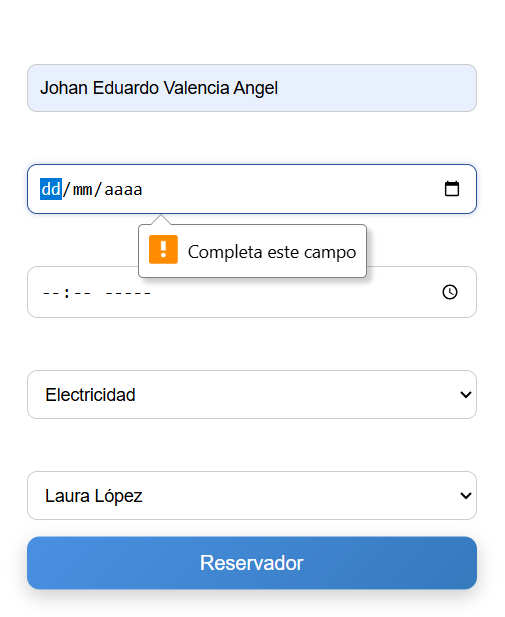 Johan Eduardo Valencia Angel
dd/mm/aaaa
Completa este campo
--:-- -----
Electricidad
Laura López
Reservador